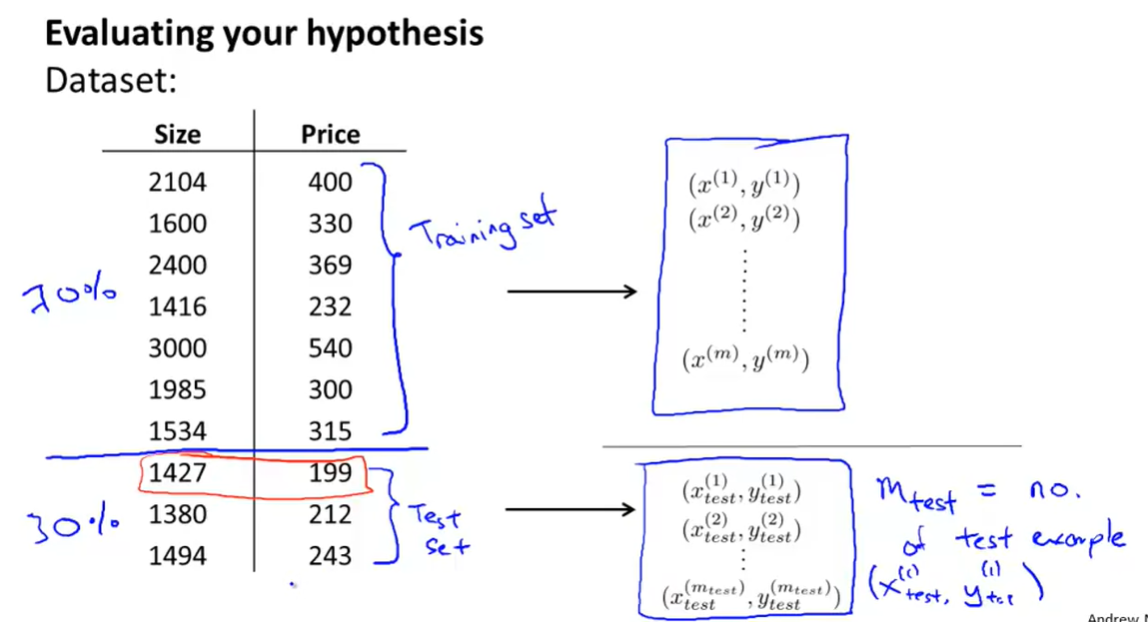 Evaluating your hypothesis
Dataset:
Size Price
2104 400
1600 330
2400 369
1416 232
3000 540
1985 300
1534 315
1427 199
1380 212
1494 243
70%
30%
Training set
Test
set
(x^{(1)}, y^{(1)})
(x^{(2)}, y^{(2)})
⋮
(x^{(m)}, y^{(m)})
(x_{test}^{(1)}, y_{test}^{(1)})
(x_{test}^{(2)}, y_{test}^{(2)})
⋮
(x_{test}^{(m_{test})}, y_{test}^{(m_{test})})
m_{test} = no.
of test example
(x_{test}^{(1)}, y_{test}^{(1)})
Andrew